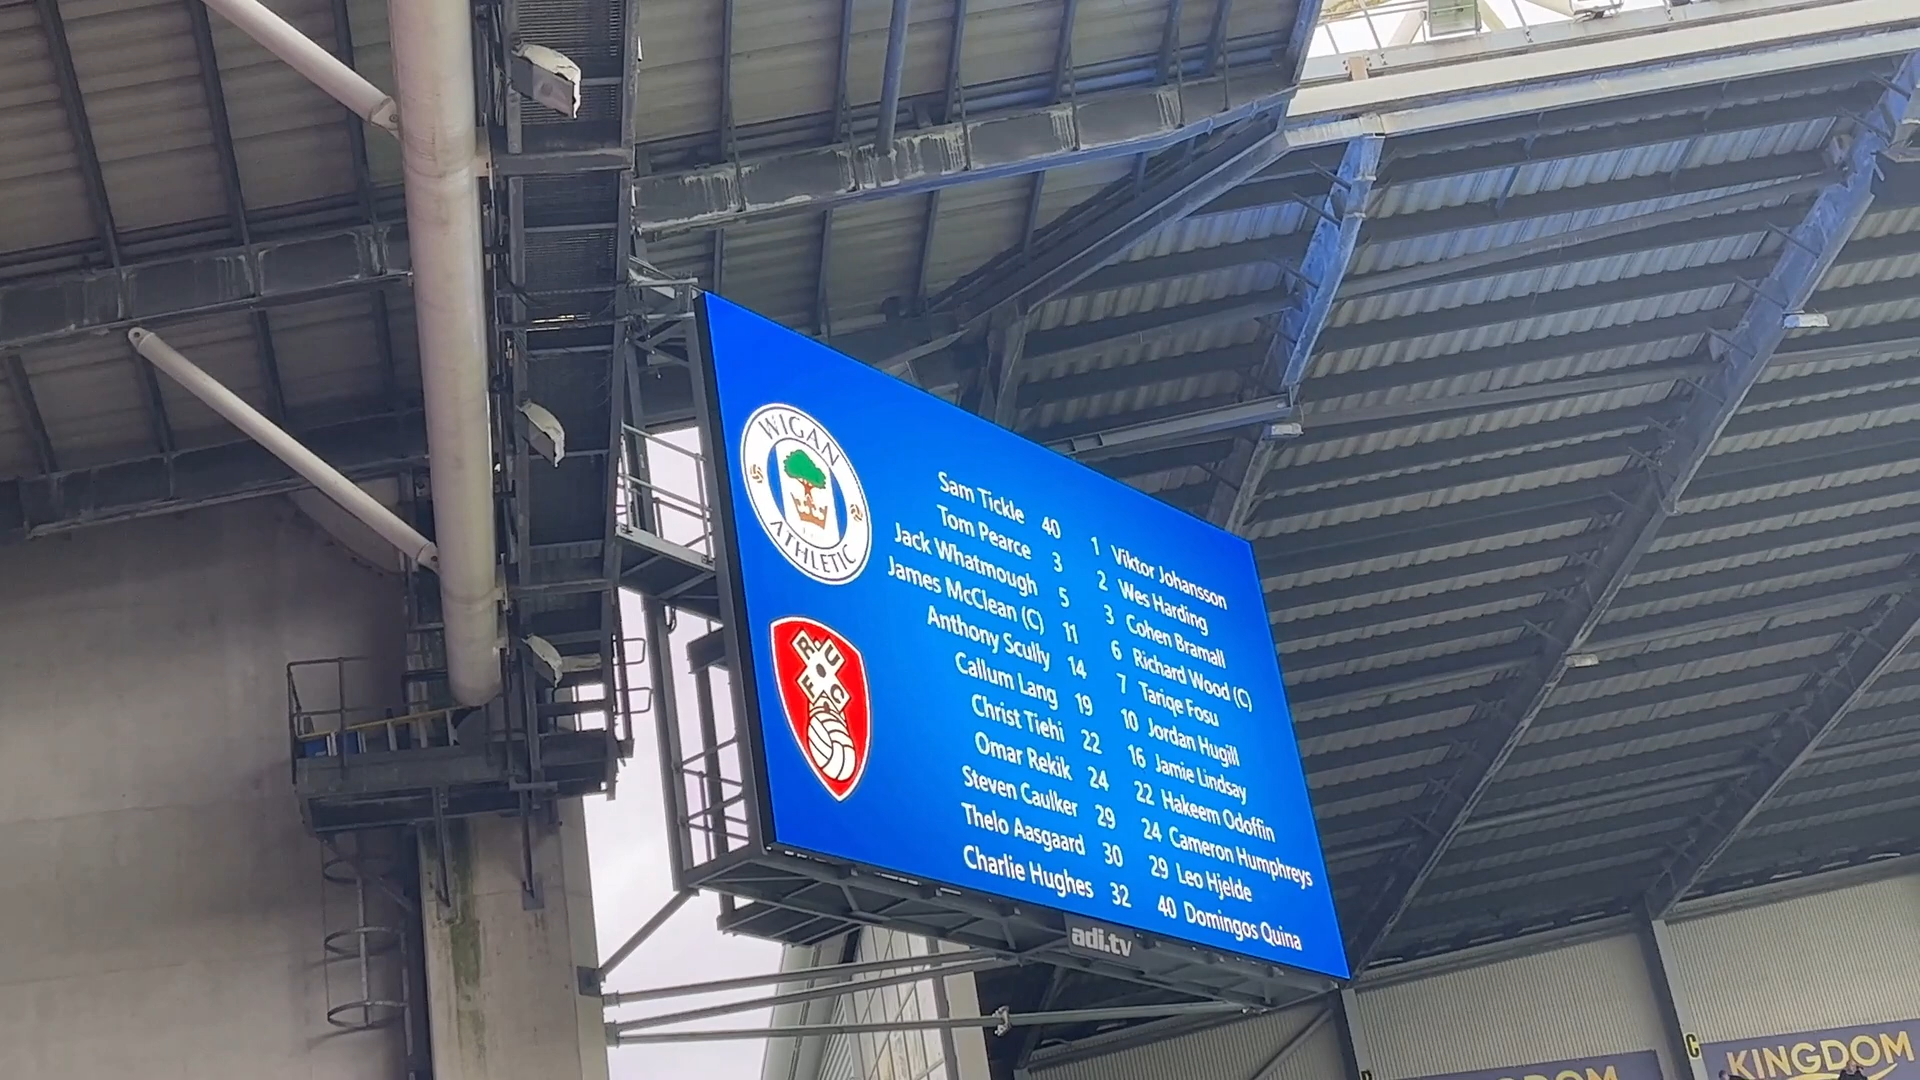 WIGAN
ATHLETIC
R U
F C
Sam Tickle 40 1 Viktor Johansson
Tom Pearce 3 2 Wes Harding
Jack Whatmough 5 3 Cohen Bramall
James McClean (C) 11 6 Richard Wood (C)
Anthony Scully 14 7 Tariqe Fosu
Callum Lang 19 10 Jordan Hugill
Christ Tiehi 22 16 Jamie Lindsay
Omar Rekik 24 22 Hakeem Odoffin
Steven Caulker 29 24 Cameron Humphreys
Thelo Aasgaard 30 29 Leo Hjelde
Charlie Hughes 32 40 Domingos Quina
adi.tv
C
KINGDOM